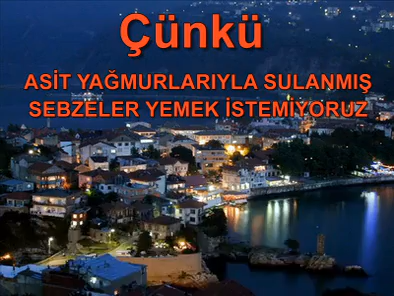 Çünkü
ASİT YAĞMURLARIYLA SULANMIŞ
SEBZELER YEMEK İSTEMİYORUZ